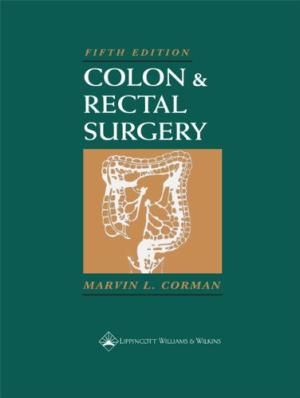 FIFTH EDITION
COLON &
RECTAL
SURGERY
MARVIN L. CORMAN
LIPPINCOTT WILLIAMS & WILKINS